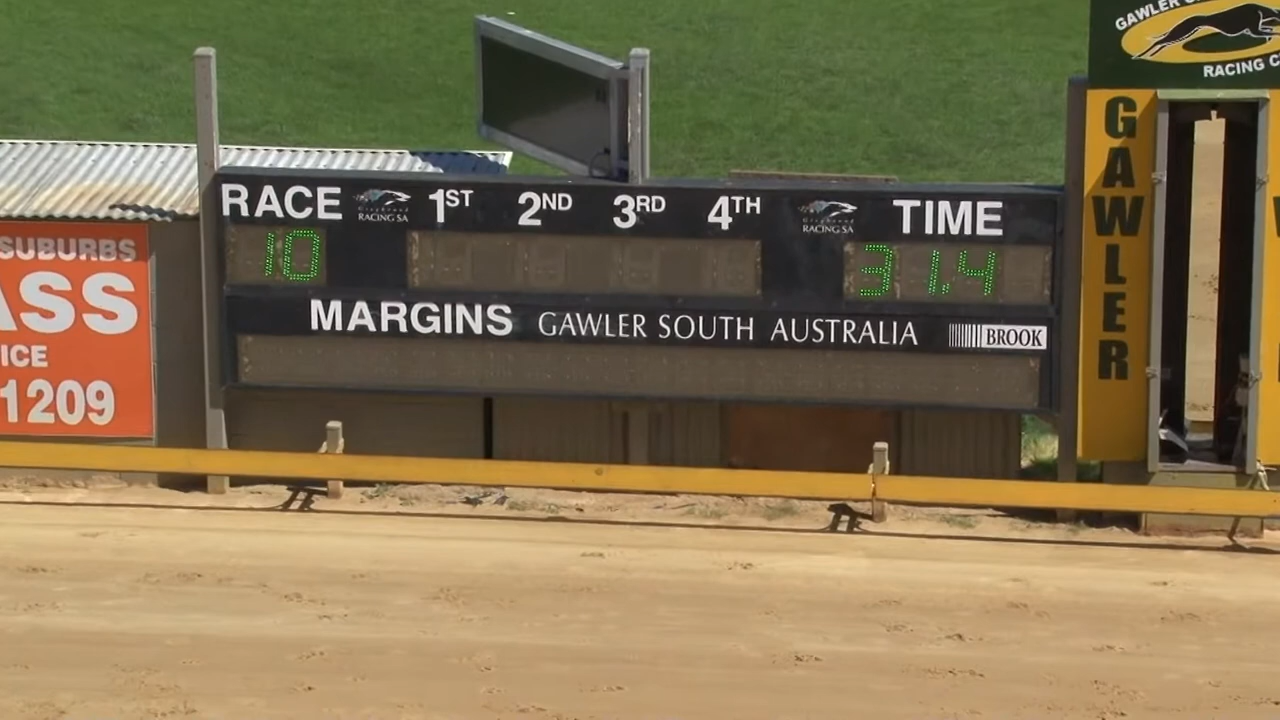 GAWLER
RACING
GAWLER
SUBURBS
ASS
ICE
1209
RACE
RACING SA
1ST 2ND 3RD 4TH
RACING SA
TIME
10
31.4
MARGINS GAWLER SOUTH AUSTRALIA BROOK